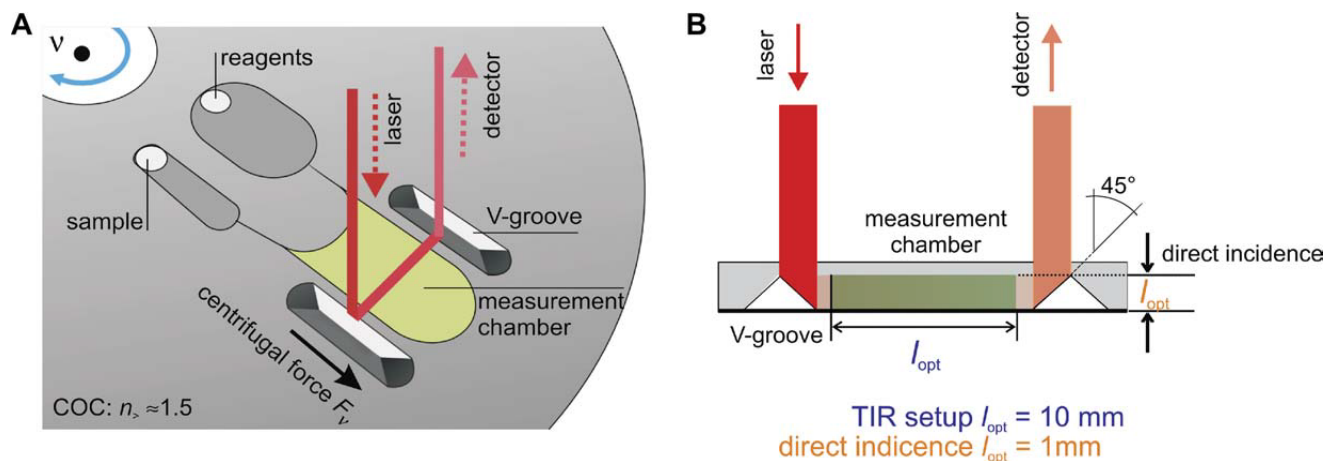 A
ν
reagents
sample
laser
detector
V-groove
measurement
chamber
centrifugal force Fν
COC: n> ≈1.5
B
laser
detector
45°
measurement
chamber
direct incidence
lopt
V-groove
lopt
TIR setup lopt = 10 mm
direct indicence lopt = 1mm